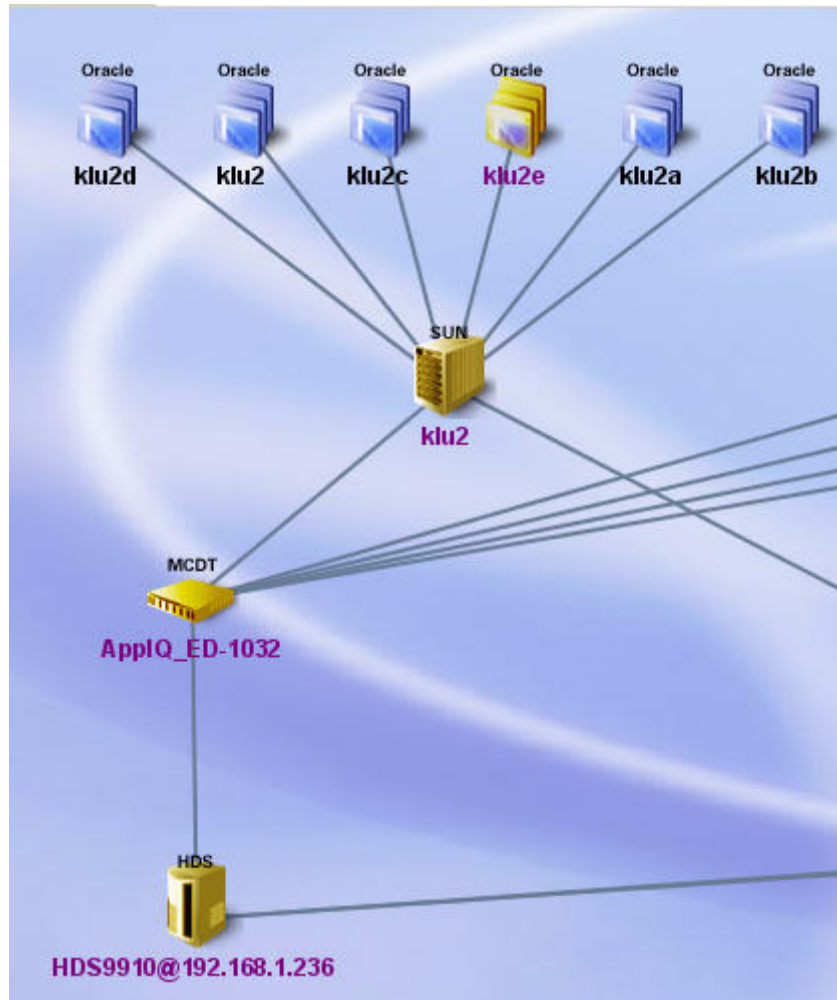 Oracle Oracle Oracle Oracle Oracle Oracle
klu2d klu2 klu2c klu2e klu2a klu2b
SUN
klu2
MCDT
AppIQ_ED-1032
HDS
HDS9910@192.168.1.236